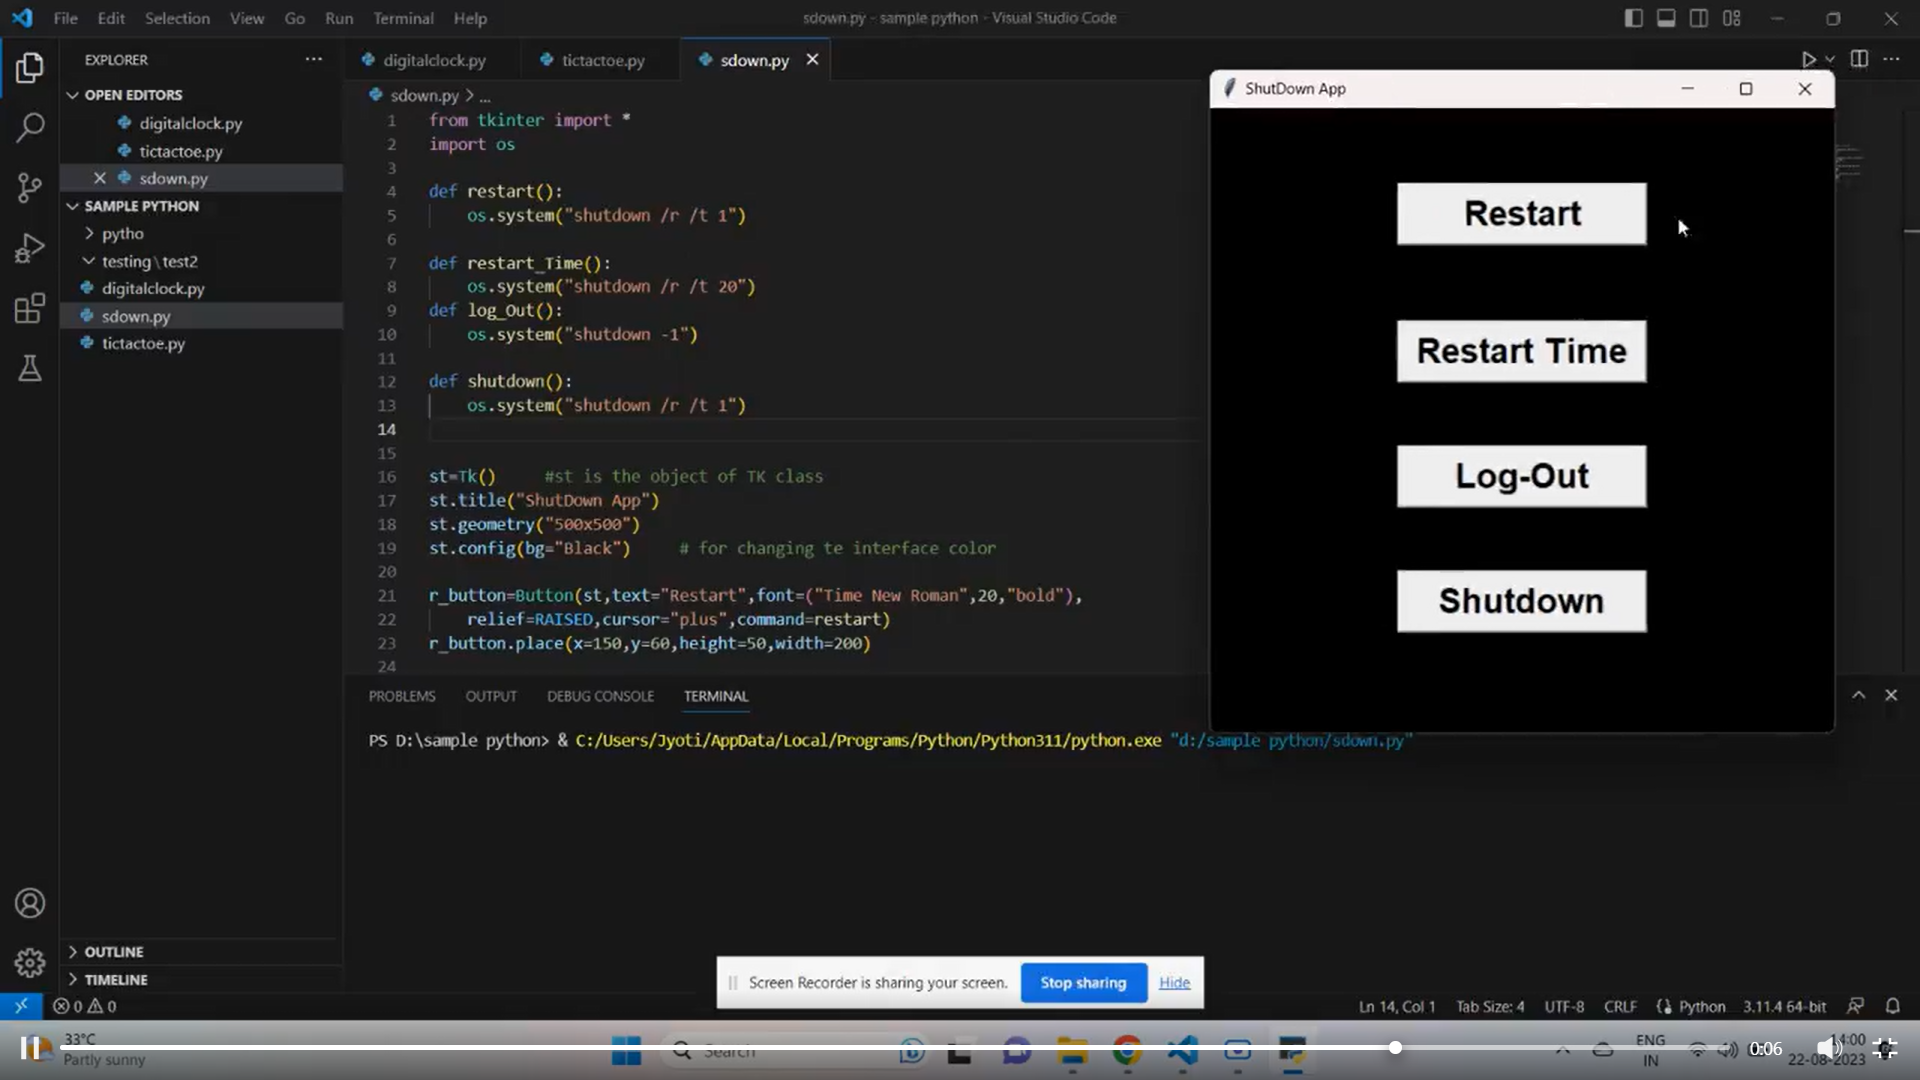 File Edit Selection View Go Run Terminal Help
sdown.py - sample python - Visual Studio Code
EXPLORER
OPEN EDITORS
digitalclock.py
tictactoe.py
sdown.py
SAMPLE PYTHON
pytho
testing\test2
digitalclock.py
sdown.py
tictactoe.py
OUTLINE
TIMELINE
digitalclock.py tictactoe.py sdown.py
sdown.py > ...
1 from tkinter import *
2 import os
3
4 def restart():
5 os.system("shutdown /r /t 1")
6
7 def restart_Time():
8 os.system("shutdown /r /t 20")
9 def log_Out():
10 os.system("shutdown -1")
11
12 def shutdown():
13 os.system("shutdown /r /t 1")
14
15
16 st=Tk() #st is the object of TK class
17 st.title("ShutDown App")
18 st.geometry("500x500")
19 st.config(bg="Black") # for changing te interface color
20
21 r_button=Button(st,text="Restart",font=("Time New Roman",20,"bold"),
22 relief=RAISED,cursor="plus",command=restart)
23 r_button.place(x=150,y=60,height=50,width=200)
24
PROBLEMS OUTPUT DEBUG CONSOLE TERMINAL
PS D:\sample python> & C:/Users/Jyoti/AppData/Local/Programs/Python/Python311/python.exe "d:/sample python/sdown.py"
ShutDown App
Restart
Restart Time
Log-Out
Shutdown
Screen Recorder is sharing your screen. Stop sharing Hide
0 0
Ln 14, Col 1 Tab Size: 4 UTF-8 CRLF Python 3.11.4 64-bit
33°C
Partly sunny
Search
ENG
IN
0:06
14:00
22-08-2023